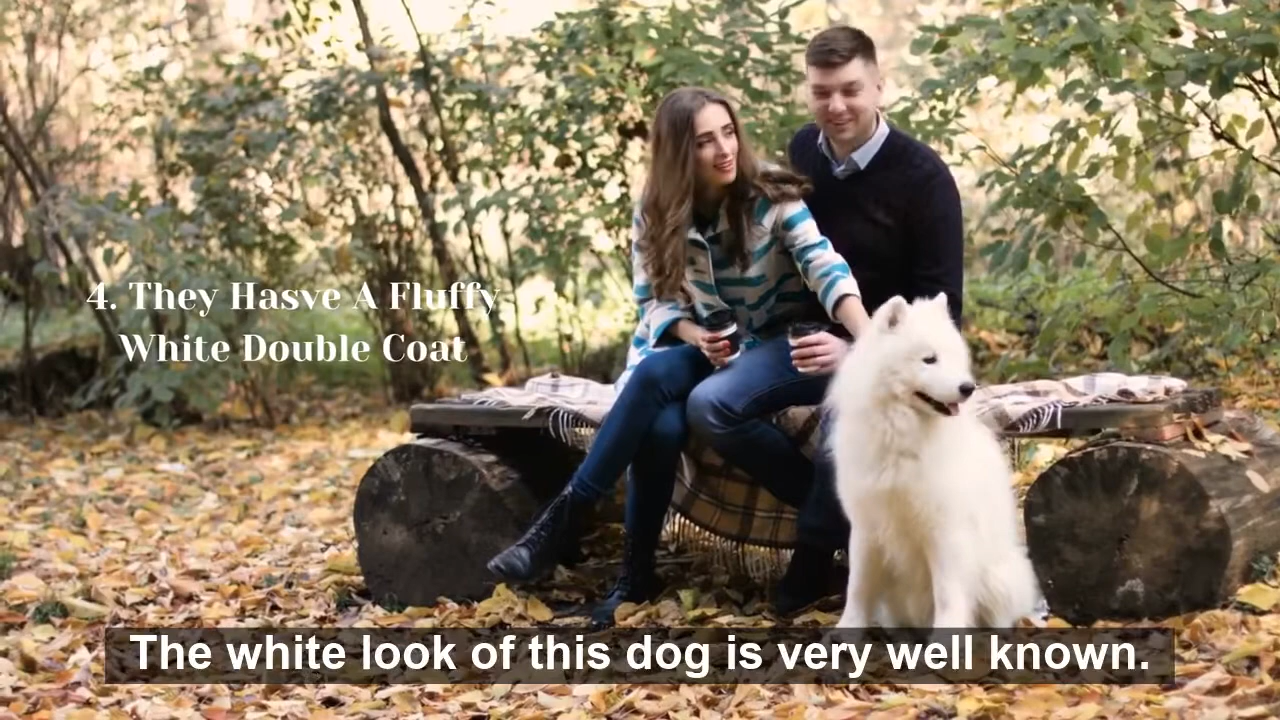 4. They Hasve A Fluffy
White Double Coat
The white look of this dog is very well known.